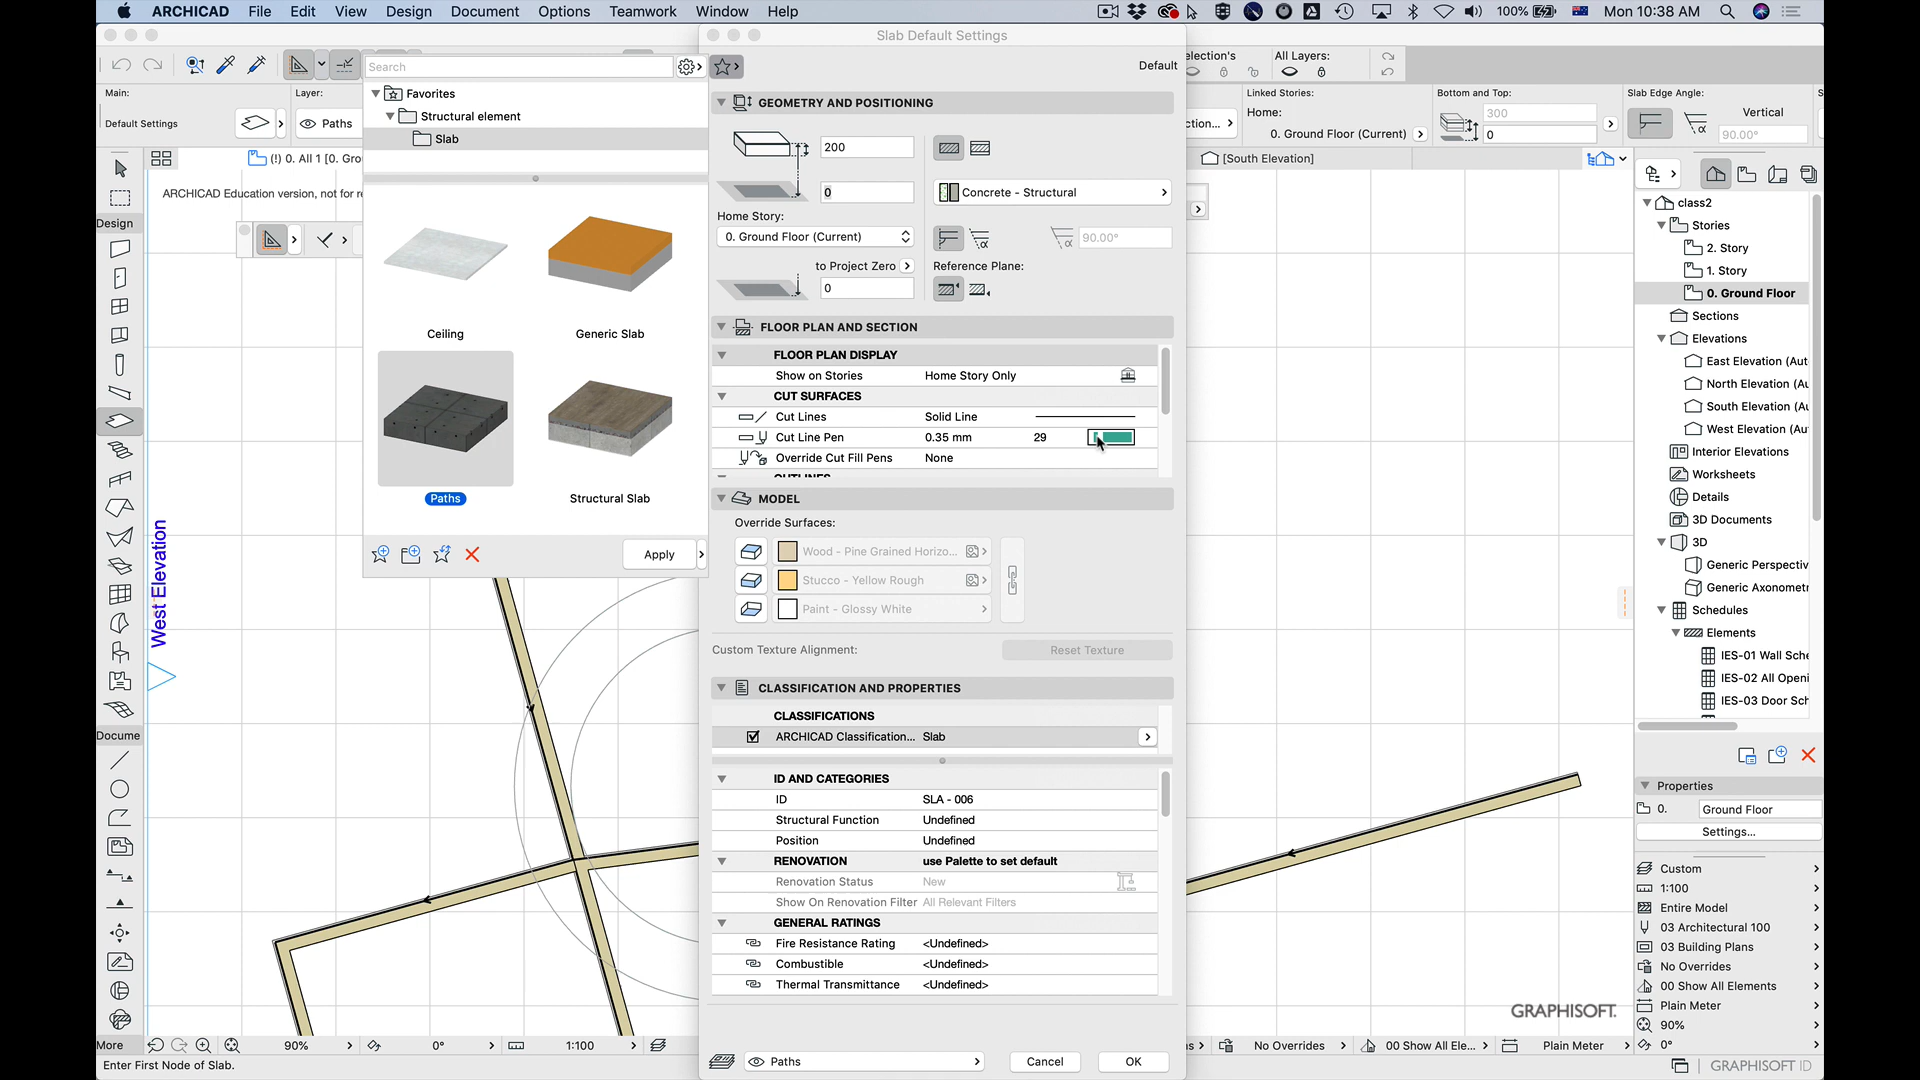 ARCHICAD File Edit View Design Document Options Teamwork Window Help
100% Mon 10:38 AM
Slab Default Settings
Search
Default
election's
All Layers:
Main:
Layer:
Default Settings
Paths
Favorites
Structural element
Slab
GEOMETRY AND POSITIONING
200
0
Concrete - Structural
Home Story:
0. Ground Floor (Current)
90.00°
to Project Zero
Reference Plane:
0
Linked Stories:
Home:
ction...
0. Ground Floor (Current)
Bottom and Top:
300
0
Slab Edge Angle:
Vertical
90.00°
(!) 0. All 1 [0. Gro
[South Elevation]
ARCHICAD Education version, not for re
Design
Ceiling
Generic Slab
Paths
Structural Slab
Apply
FLOOR PLAN AND SECTION
FLOOR PLAN DISPLAY
Show on Stories Home Story Only
CUT SURFACES
Cut Lines Solid Line
Cut Line Pen 0.35 mm 29
Override Cut Fill Pens None
OUTLINES
MODEL
Override Surfaces:
Wood - Pine Grained Horizo...
Stucco - Yellow Rough
Paint - Glossy White
Custom Texture Alignment:
Reset Texture
CLASSIFICATION AND PROPERTIES
CLASSIFICATIONS
ARCHICAD Classification... Slab
ID AND CATEGORIES
ID SLA - 006
Structural Function Undefined
Position Undefined
RENOVATION use Palette to set default
Renovation Status New
Show On Renovation Filter All Relevant Filters
GENERAL RATINGS
Fire Resistance Rating <Undefined>
Combustible <Undefined>
Thermal Transmittance <Undefined>
Paths
Cancel
OK
West Elevation
Docume
More
90%
0°
1:100
No Overrides
00 Show All Ele...
Plain Meter
Enter First Node of Slab.
GRAPHISOFT.
GRAPHISOFT ID
class2
Stories
2. Story
1. Story
0. Ground Floor
Sections
Elevations
East Elevation (Aut
North Elevation (Au
South Elevation (Au
West Elevation (Au
Interior Elevations
Worksheets
Details
3D Documents
3D
Generic Perspectiv
Generic Axonomet
Schedules
Elements
IES-01 Wall Sche
IES-02 All Openi
IES-03 Door Sch
Properties
0.
Ground Floor
Settings...
Custom
1:100
Entire Model
03 Architectural 100
03 Building Plans
No Overrides
00 Show All Elements
Plain Meter
90%
0°